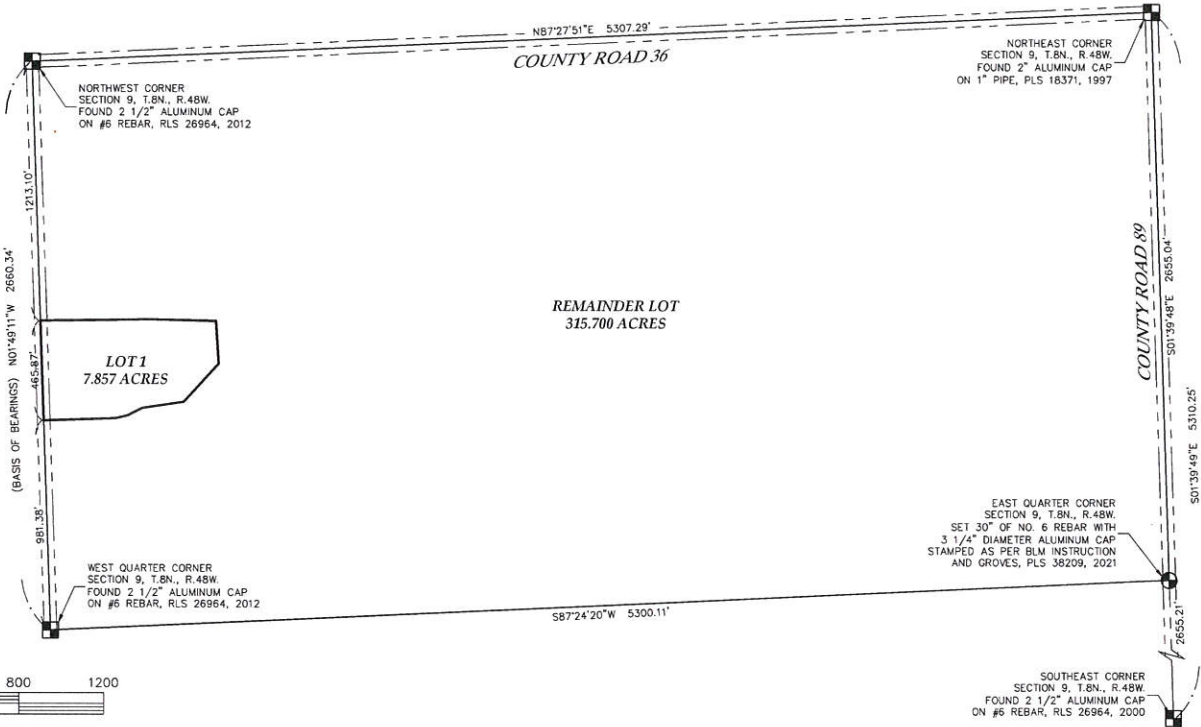 N87°27'51"E 5307.29'
COUNTY ROAD 36
NORTHWEST CORNER
SECTION 9, T.8N., R.48W.
FOUND 2 1/2" ALUMINUM CAP
ON #6 REBAR, RLS 26964, 2012
NORTHEAST CORNER
SECTION 9, T.8N., R.48W.
FOUND 2" ALUMINUM CAP
ON 1" PIPE, PLS 18371, 1997
1213.10'
(BASIS OF BEARINGS) N01°49'11"W 2660.34'
465.87'
981.38'
LOT 1
7.857 ACRES
REMAINDER LOT
315.700 ACRES
COUNTY ROAD 89
S01°39'48"E 2655.04'
S01°39'49"E 5310.25'
EAST QUARTER CORNER
SECTION 9, T.8N., R.48W.
SET 30" OF NO. 6 REBAR WITH
3 1/4" DIAMETER ALUMINUM CAP
STAMPED AS PER BLM INSTRUCTION
AND GROVES, PLS 38209, 2021
WEST QUARTER CORNER
SECTION 9, T.8N., R.48W.
FOUND 2 1/2" ALUMINUM CAP
ON #6 REBAR, RLS 26964, 2012
S87°24'20"W 5300.11'
2655.21'
SOUTHEAST CORNER
SECTION 9, T.8N., R.48W.
FOUND 2 1/2" ALUMINUM CAP
ON #6 REBAR, RLS 26964, 2000
800 1200